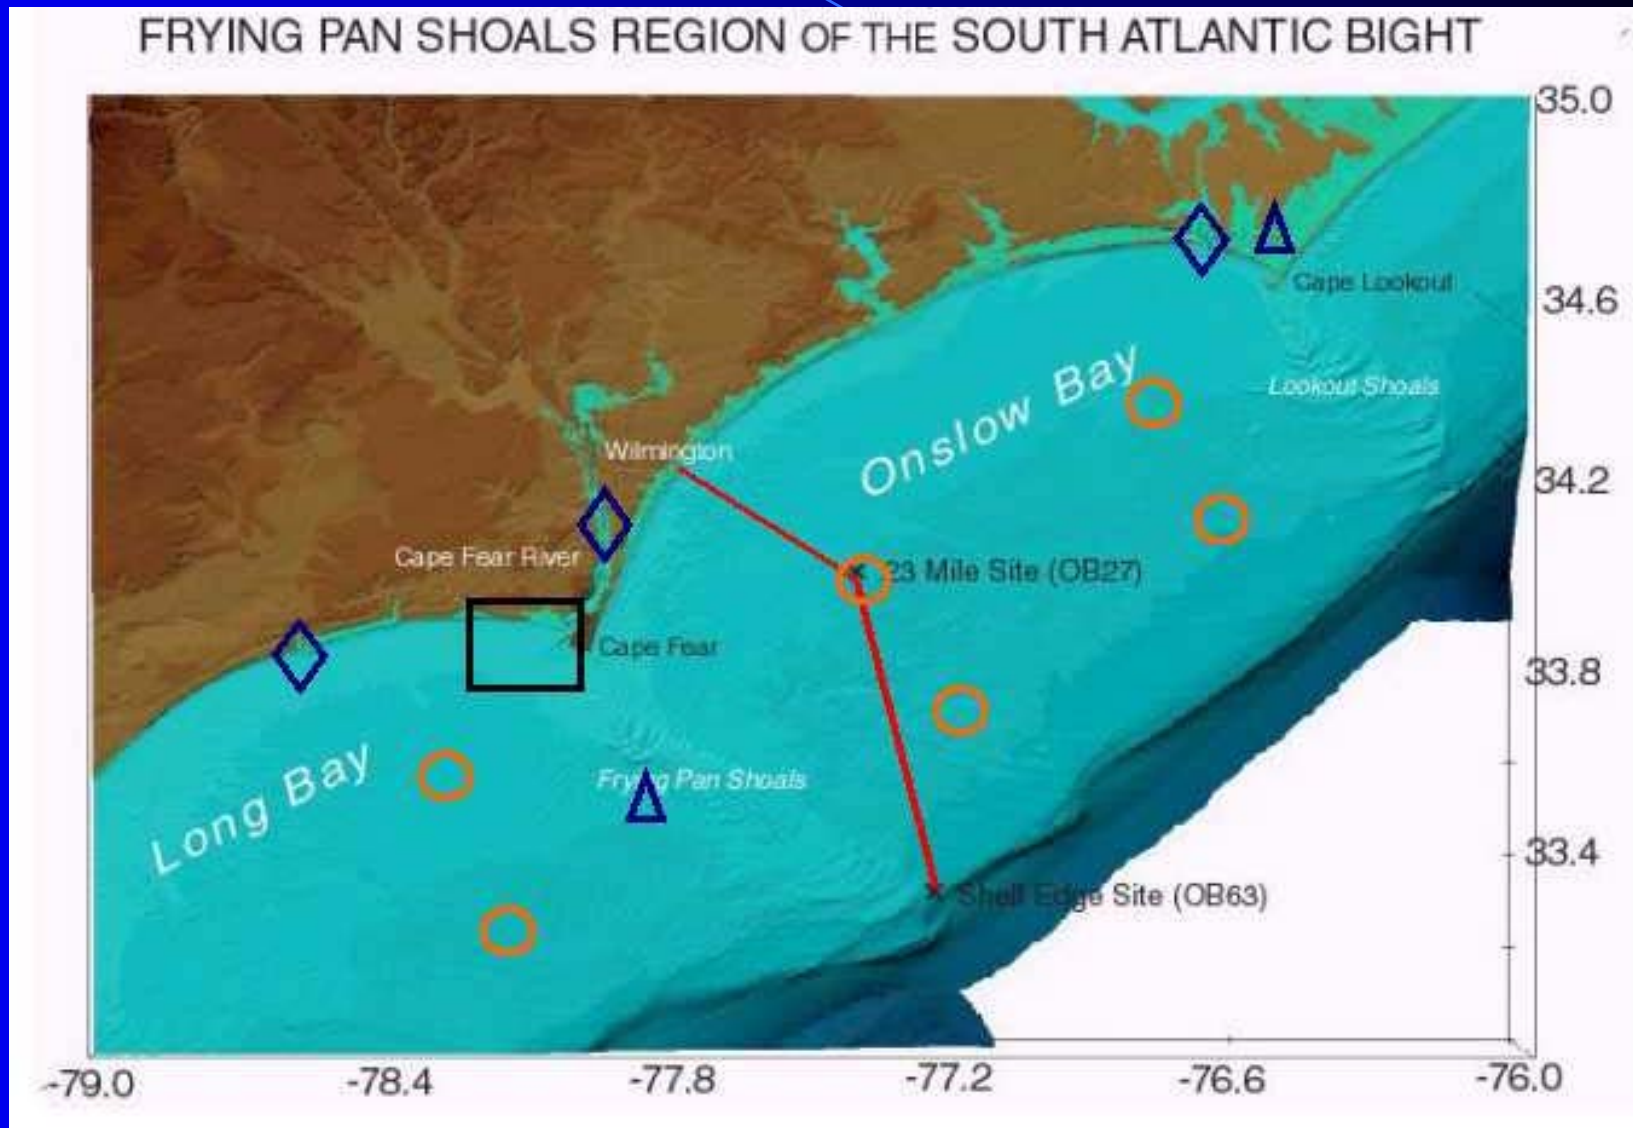 FRYING PAN SHOALS REGION OF THE SOUTH ATLANTIC BIGHT
35.0
Cape Lookout
34.6
Onslow Bay
Lookout Shoals
Wilmington
34.2
Cape Fear River
23 Mile Site (OB27)
Cape Fear
33.8
Long Bay
Frying Pan Shoals
33.4
Shelf Edge Site (OB63)
-79.0 -78.4 -77.8 -77.2 -76.6 -76.0